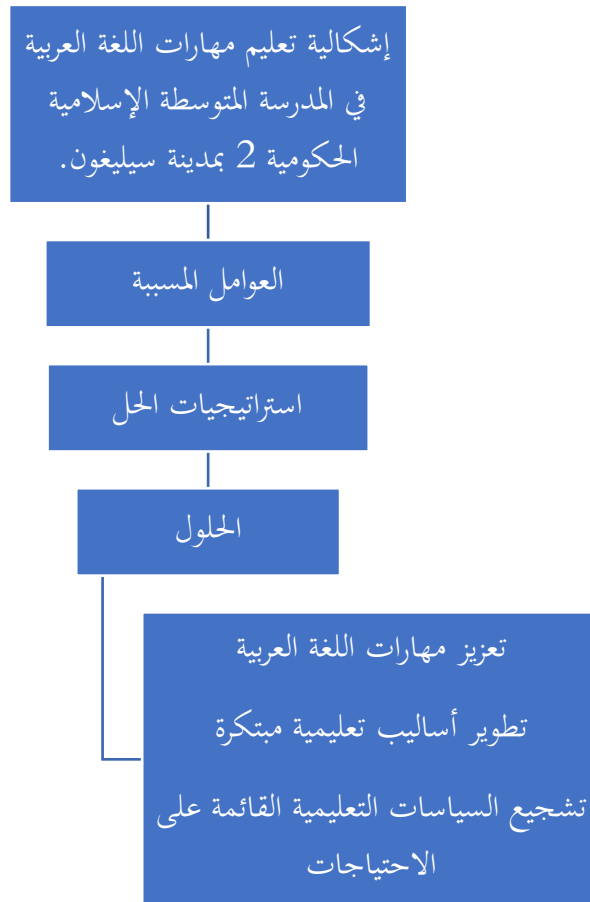 إشكالية تعليم مهارات اللغة العربية
في المدرسة المتوسطة الإسلامية
الحكومية 2 بمدينة سيليغون.
العوامل المسببة
استراتيجيات الحل
الحلول
تعزيز مهارات اللغة العربية
تطوير أساليب تعليمية مبتكرة
تشجيع السياسات التعليمية القائمة على
الاحتياجات